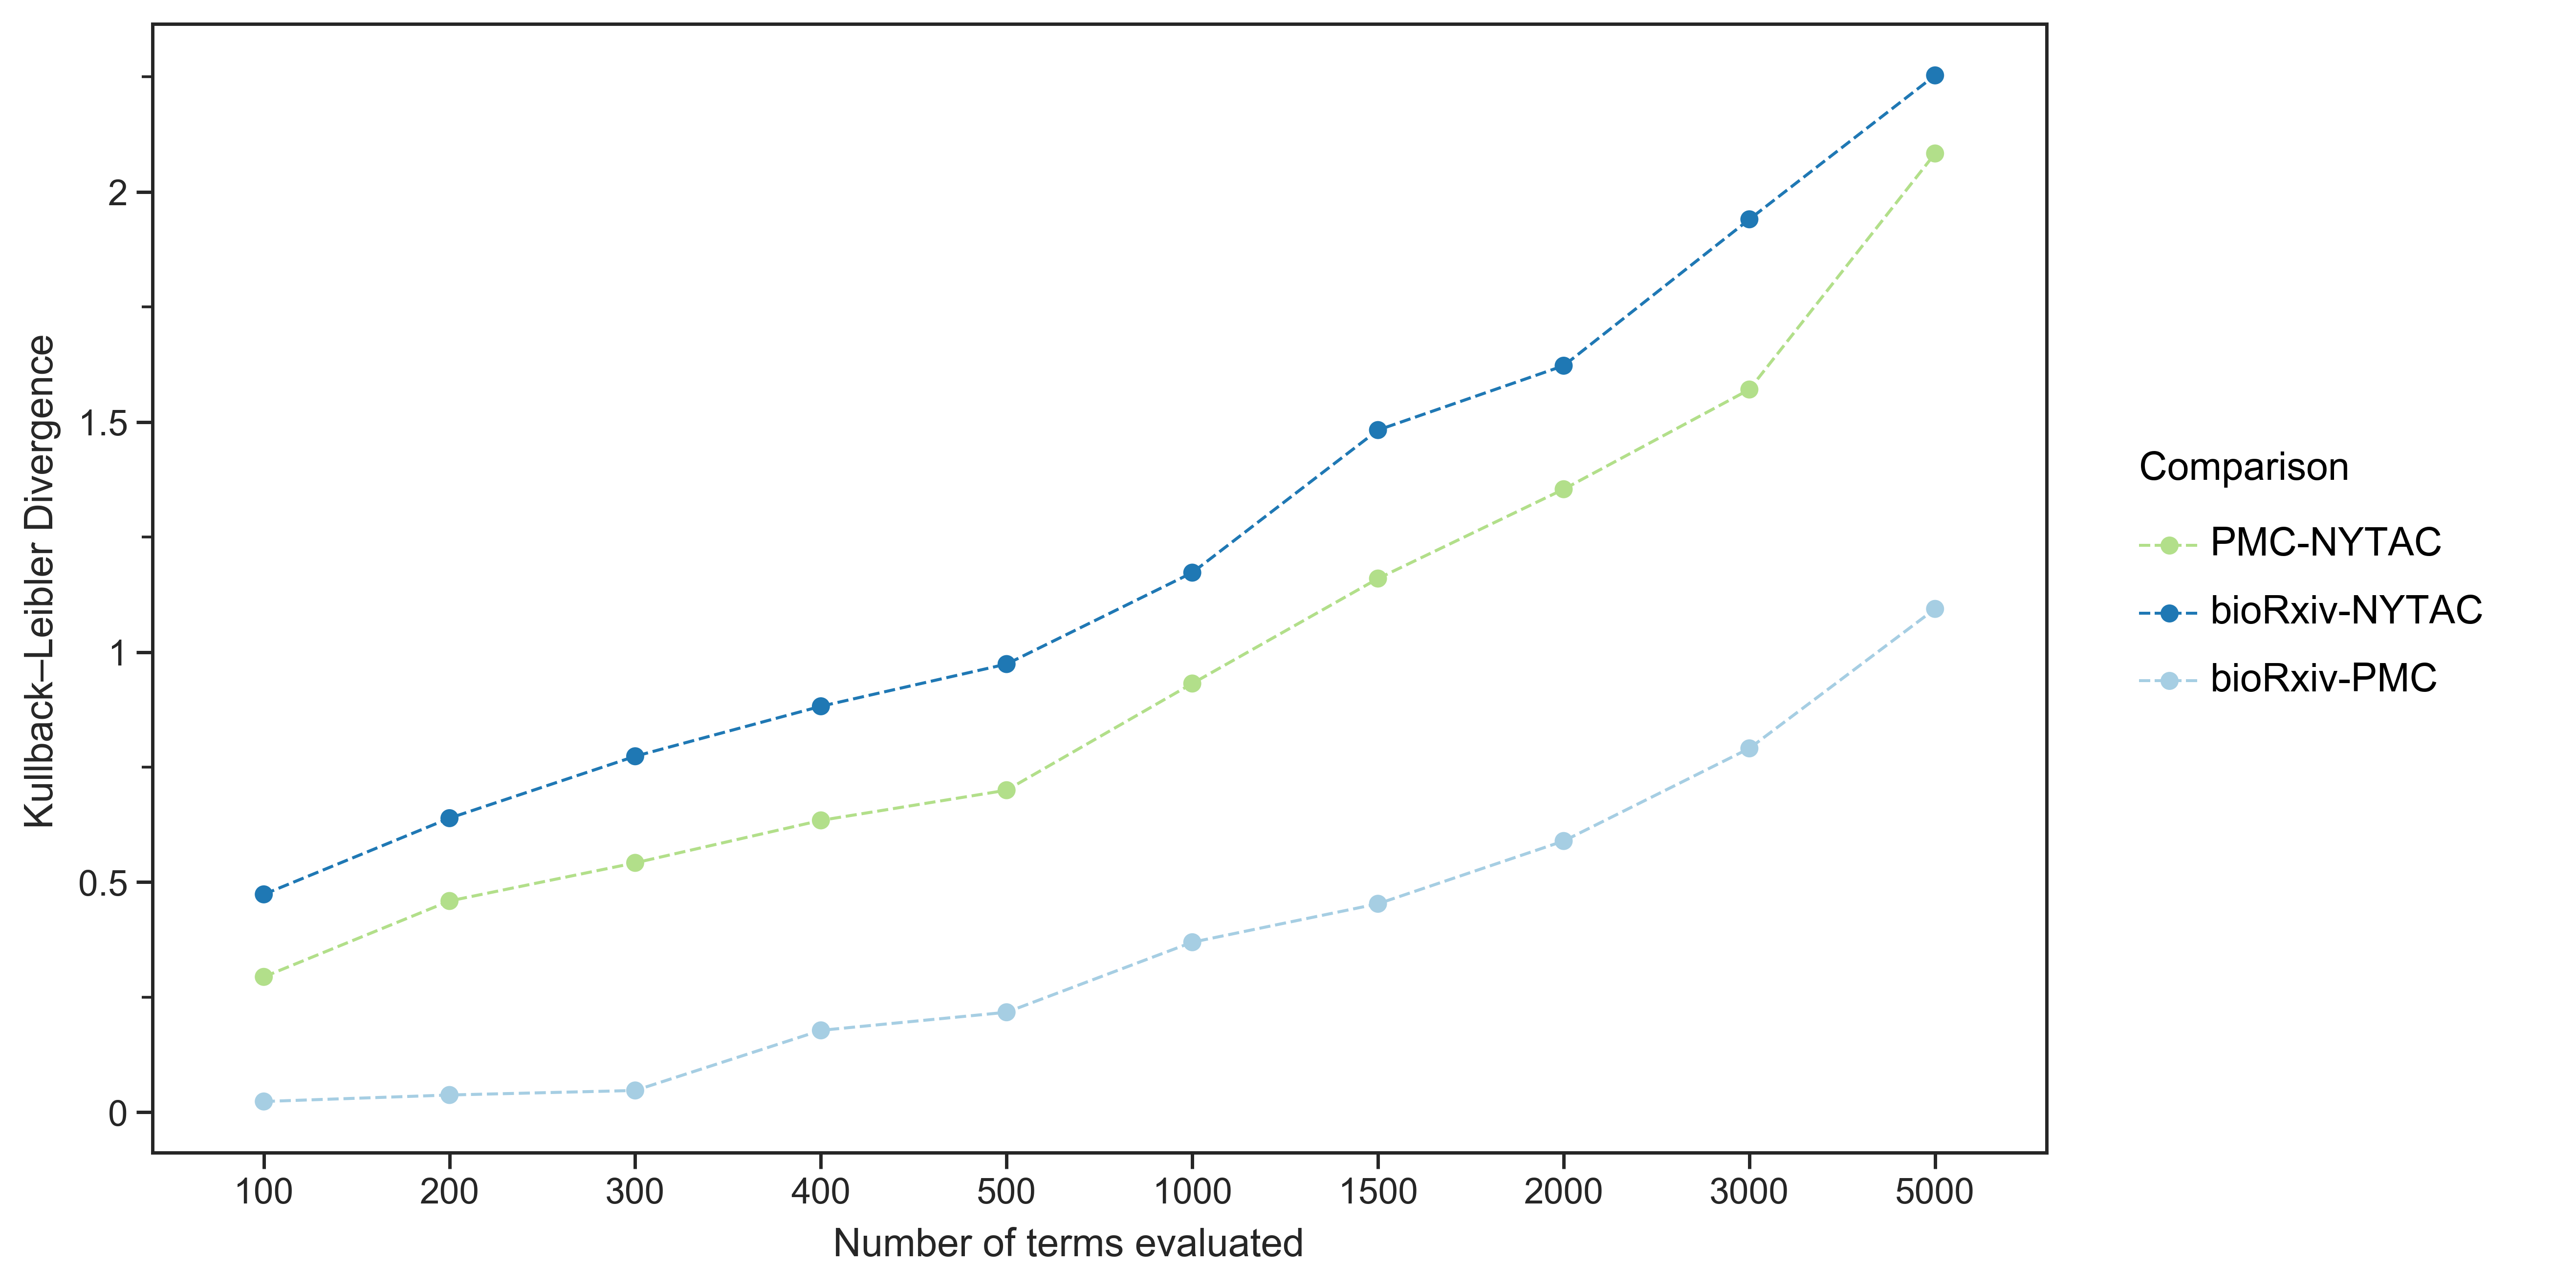 Kullback–Leibler Divergence
2
1.5
1
0.5
0
100 200 300 400 500 1000 1500 2000 3000 5000
Number of terms evaluated
Comparison
PMC-NYTAC
bioRxiv-NYTAC
bioRxiv-PMC